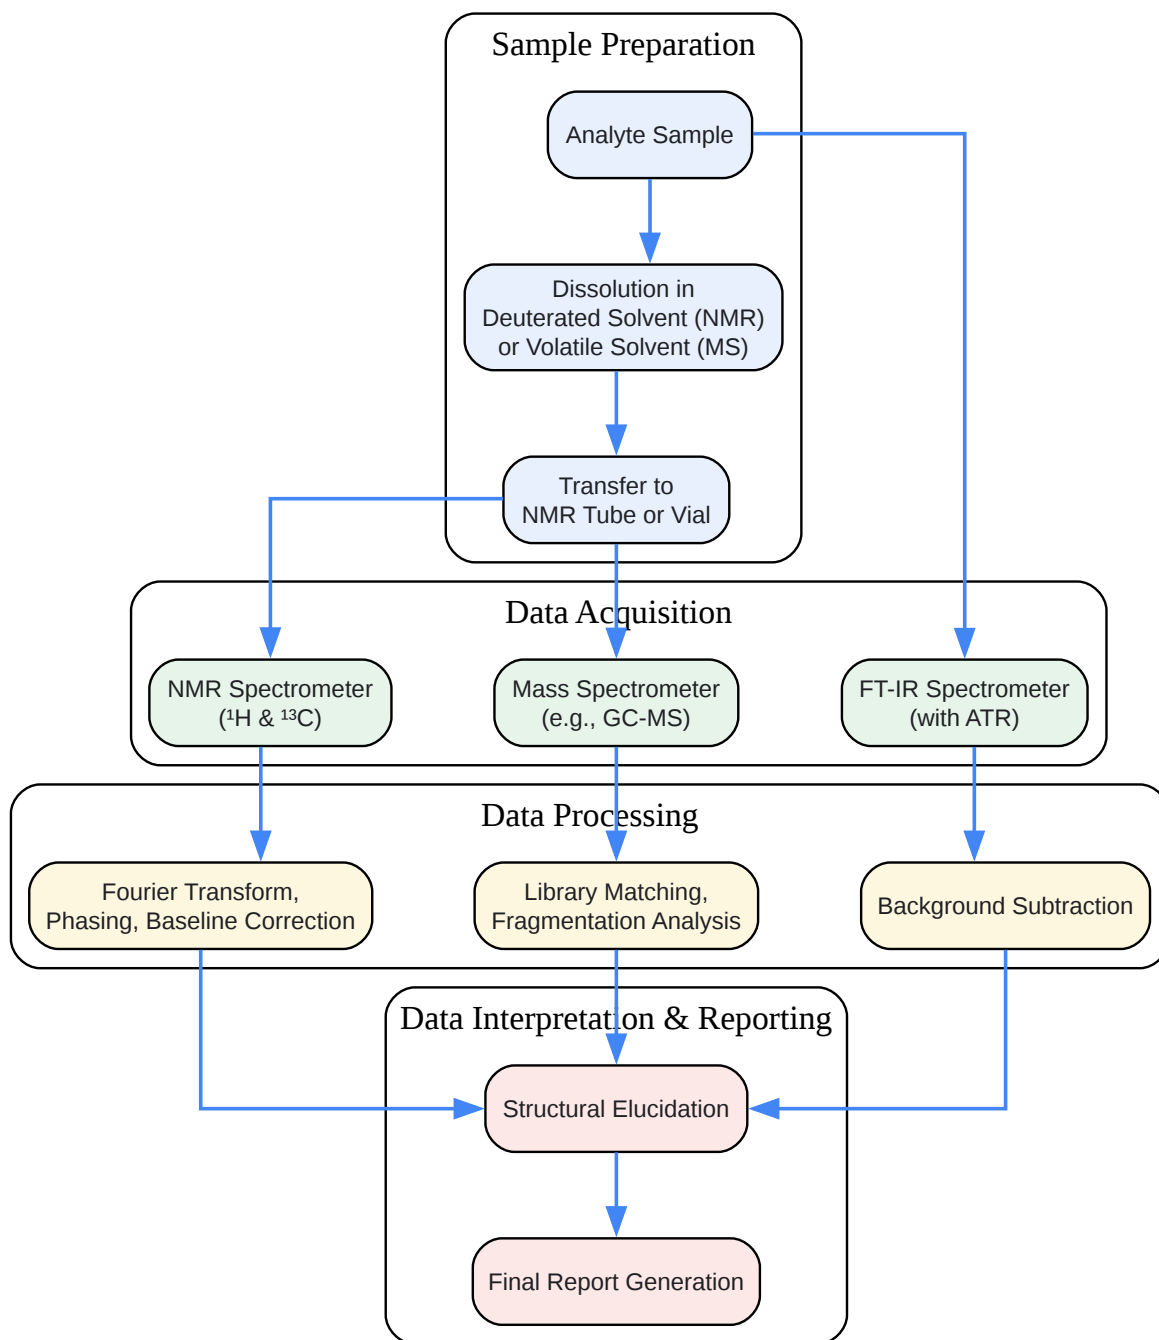 Sample Preparation
Analyte Sample
Dissolution in
Deuterated Solvent (NMR)
or Volatile Solvent (MS)
Transfer to
NMR Tube or Vial
Data Acquisition
NMR Spectrometer
(¹H & ¹³C)
Mass Spectrometer
(e.g., GC-MS)
FT-IR Spectrometer
(with ATR)
Data Processing
Fourier Transform,
Phasing, Baseline Correction
Library Matching,
Fragmentation Analysis
Background Subtraction
Data Interpretation & Reporting
Structural Elucidation
Final Report Generation